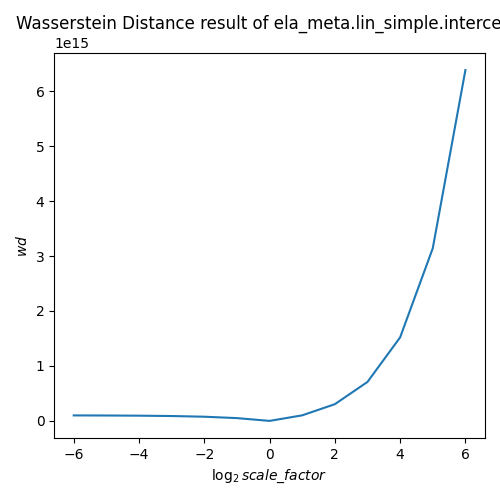 Wasserstein Distance result of ela_meta.lin_simple.interce
1e15
6
5
4
3
2
1
0
wd
−6 −4 −2 0 2 4 6
log₂ scale_factor